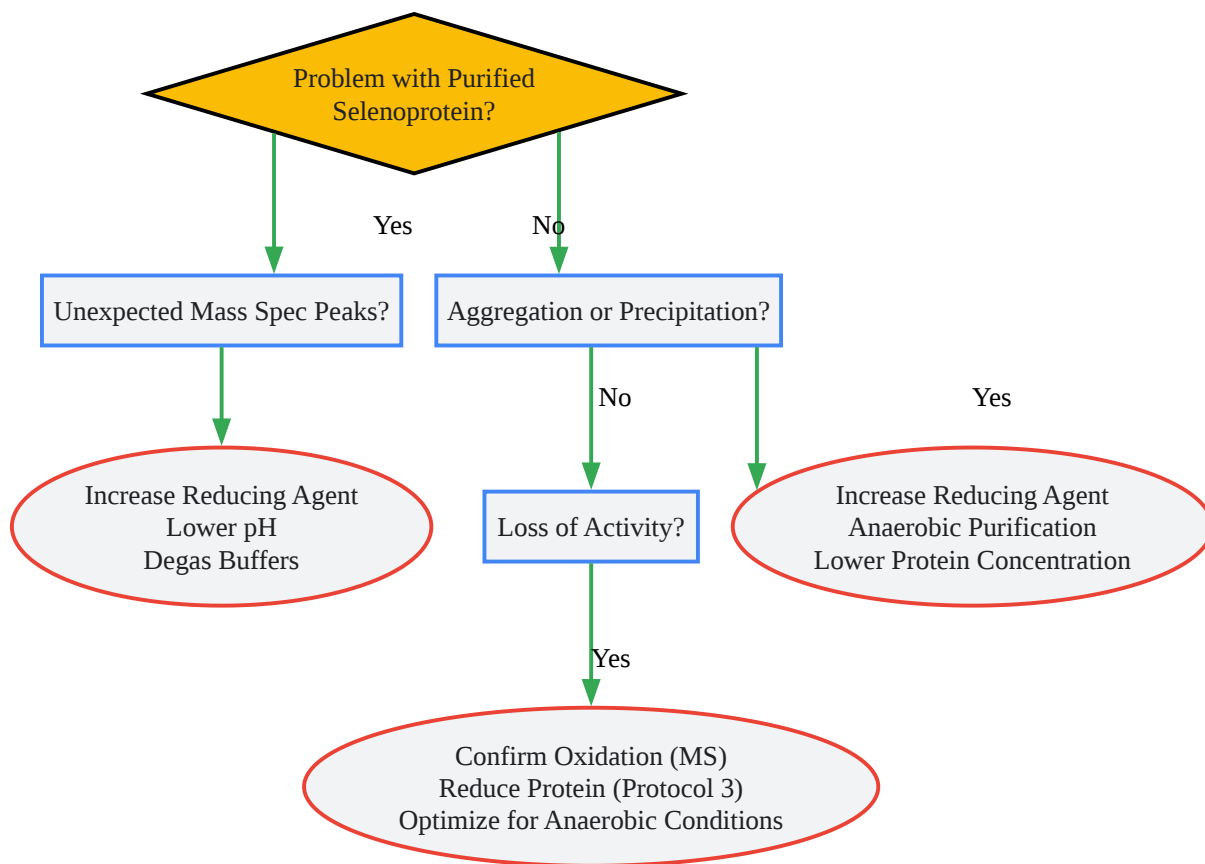 Problem with Purified
Selenoprotein?
Yes
No
Unexpected Mass Spec Peaks?
Aggregation or Precipitation?
No
Yes
Increase Reducing Agent
Lower pH
Degas Buffers
Loss of Activity?
Increase Reducing Agent
Anaerobic Purification
Lower Protein Concentration
Yes
Confirm Oxidation (MS)
Reduce Protein (Protocol 3)
Optimize for Anaerobic Conditions